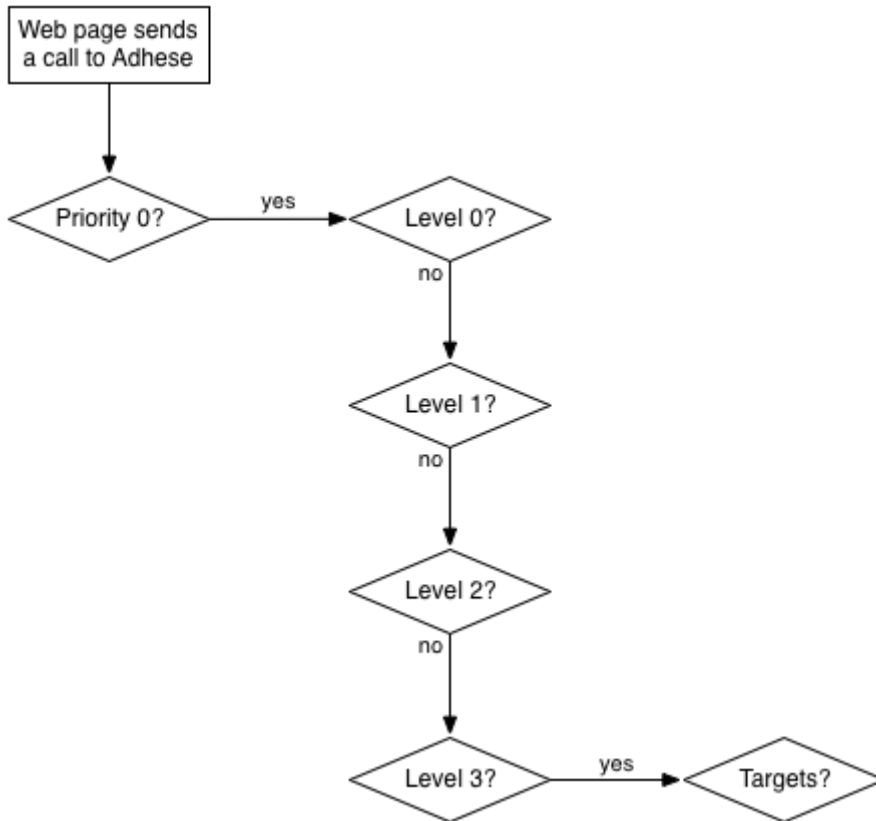 Web page sends
a call to Adhese
Priority 0?
yes
Level 0?
no
Level 1?
no
Level 2?
no
Level 3?
yes
Targets?